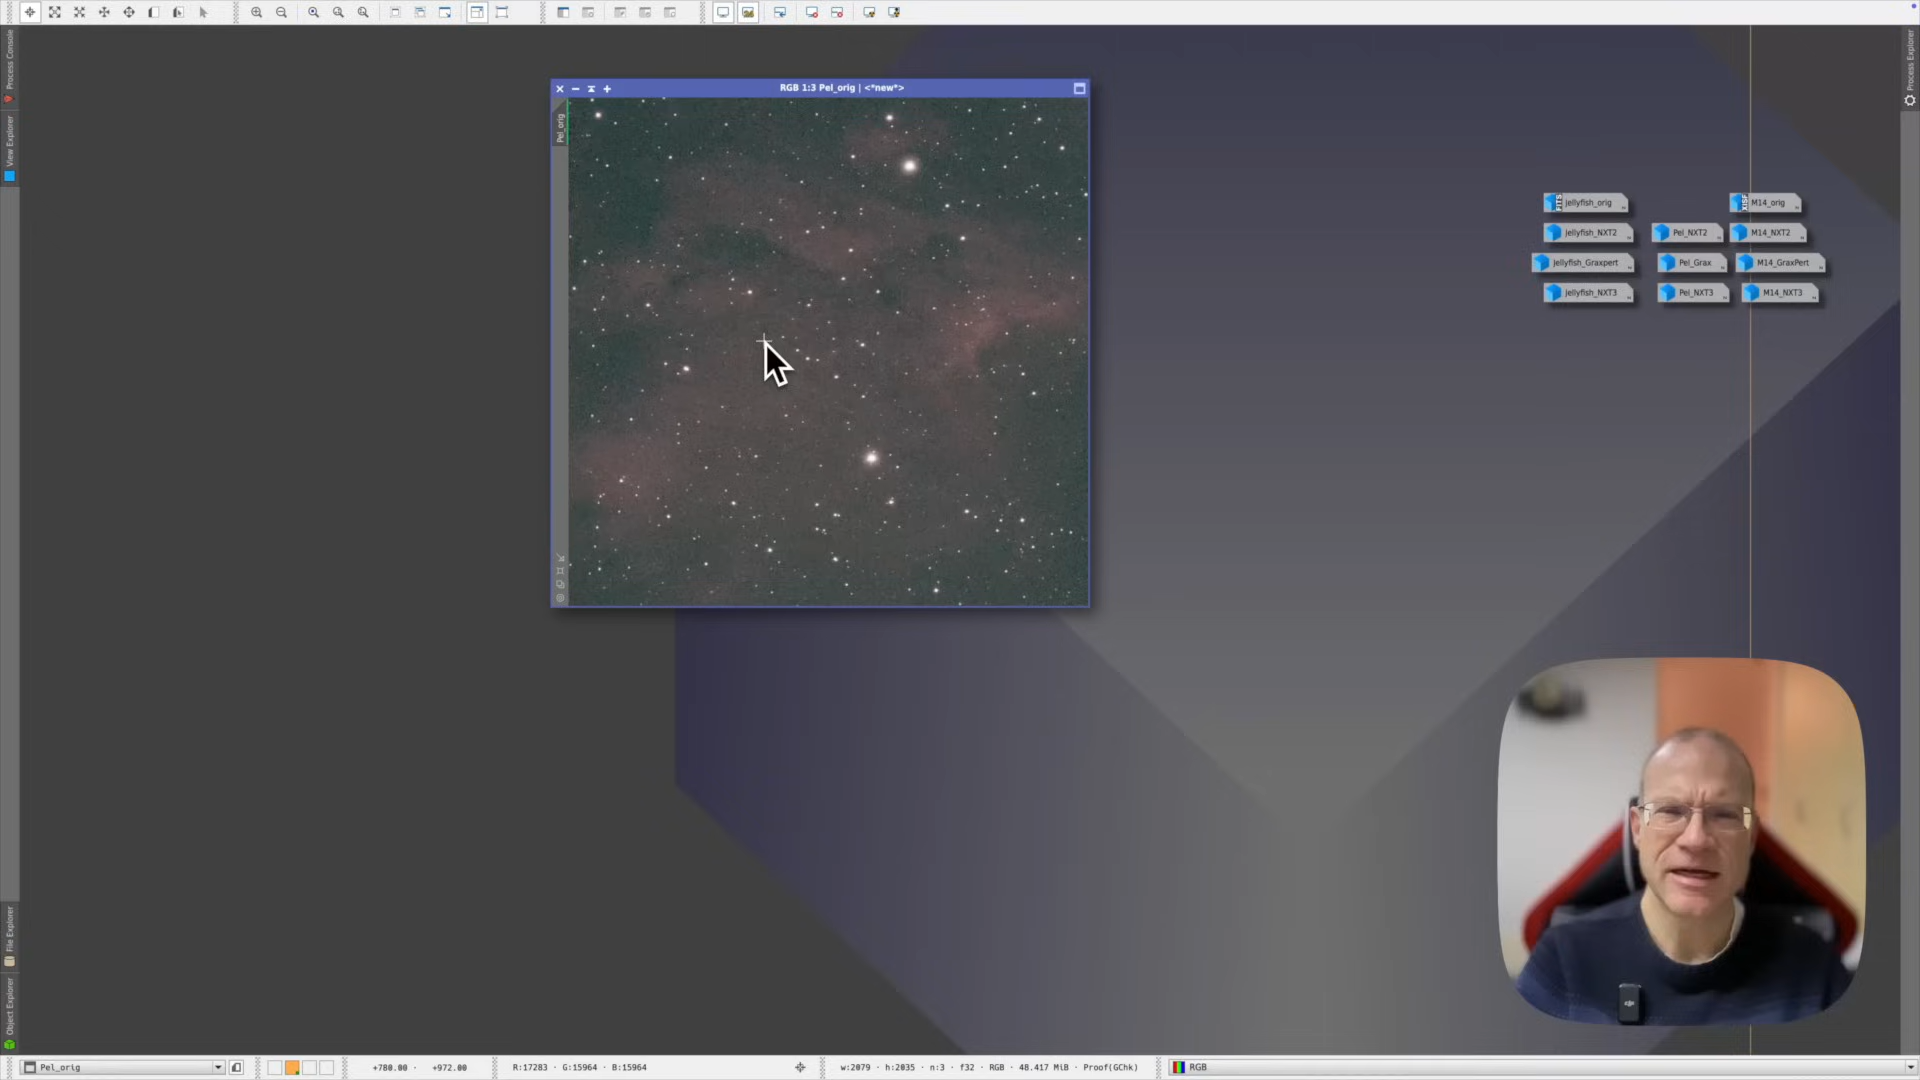 RGB 1:3 Pel_orig | <*new*>
Process Console
View Explorer
File Explorer
Object Explorer
Process Explorer
Pel_orig
Jellyfish_orig
M14_orig
Jellyfish_NXT2
Pel_NXT2
M14_NXT2
Jellyfish_Graxpert
Pel_Grax
M14_GraxPert
Jellyfish_NXT3
Pel_NXT3
M14_NXT3
Pel_orig
+780.00 · +972.00
R:17283 · G:15964 · B:15964
w:2079 · h:2035 · n:3 · f32 · RGB · 48.417 MiB · Proof(GChk)
RGB